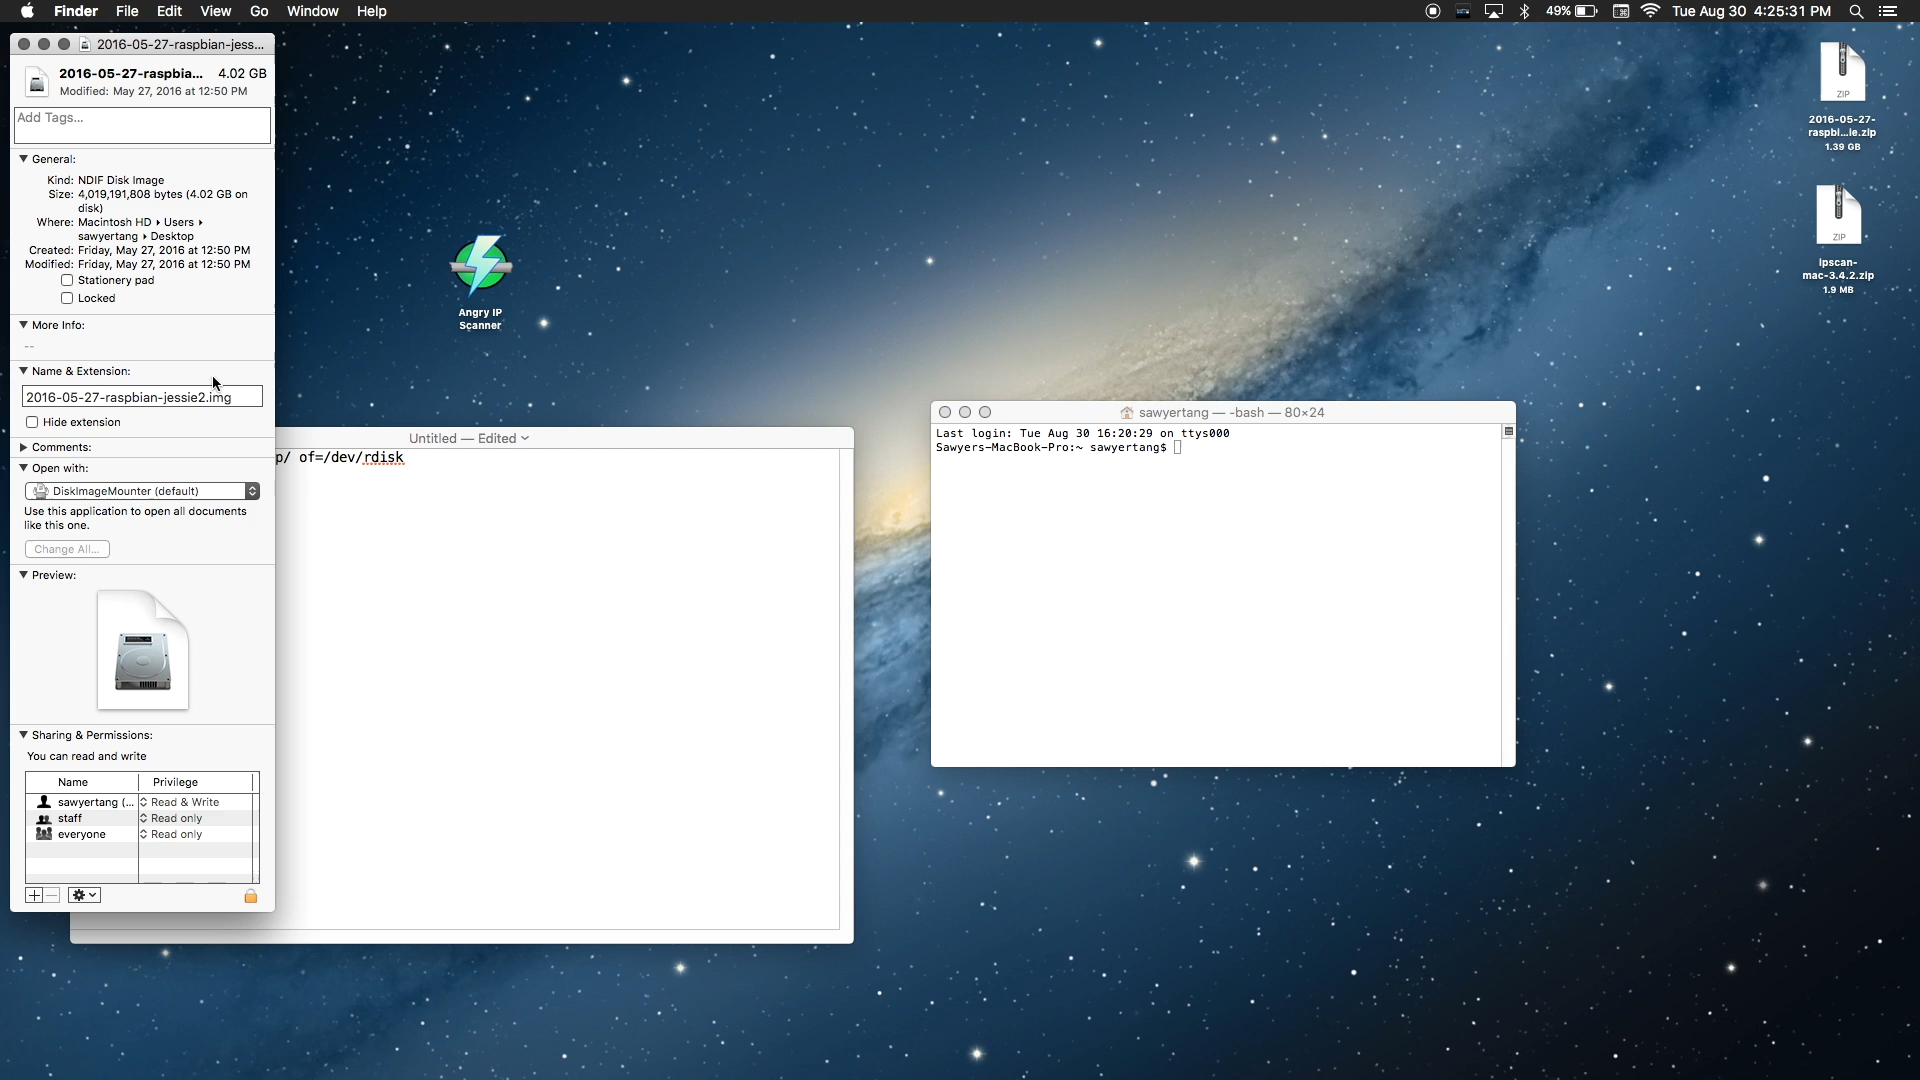 Finder File Edit View Go Window Help
49% Tue Aug 30 4:25:31 PM
2016-05-27-raspbian-jess...
2016-05-27-raspbia... 4.02 GB
Modified: May 27, 2016 at 12:50 PM
Add Tags...
General:
Kind: NDIF Disk Image
Size: 4,019,191,808 bytes (4.02 GB on
disk)
Where: Macintosh HD ▸ Users ▸
sawyertang ▸ Desktop
Created: Friday, May 27, 2016 at 12:50 PM
Modified: Friday, May 27, 2016 at 12:50 PM
Stationery pad
Locked
More Info:
--
Name & Extension:
2016-05-27-raspbian-jessie2.img
Hide extension
Comments:
Open with:
DiskImageMounter (default)
Use this application to open all documents
like this one.
Change All...
Preview:
Sharing & Permissions:
You can read and write
Name Privilege
sawyertang (... Read & Write
staff Read only
everyone Read only
Angry IP
Scanner
Untitled — Edited
p/ of=/dev/rdisk
sawyertang — -bash — 80×24
Last login: Tue Aug 30 16:20:29 on ttys000
Sawyers-MacBook-Pro:~ sawyertang$
ZIP
2016-05-27-
raspbi...ie.zip
1.39 GB
ZIP
ipscan-
mac-3.4.2.zip
1.9 MB